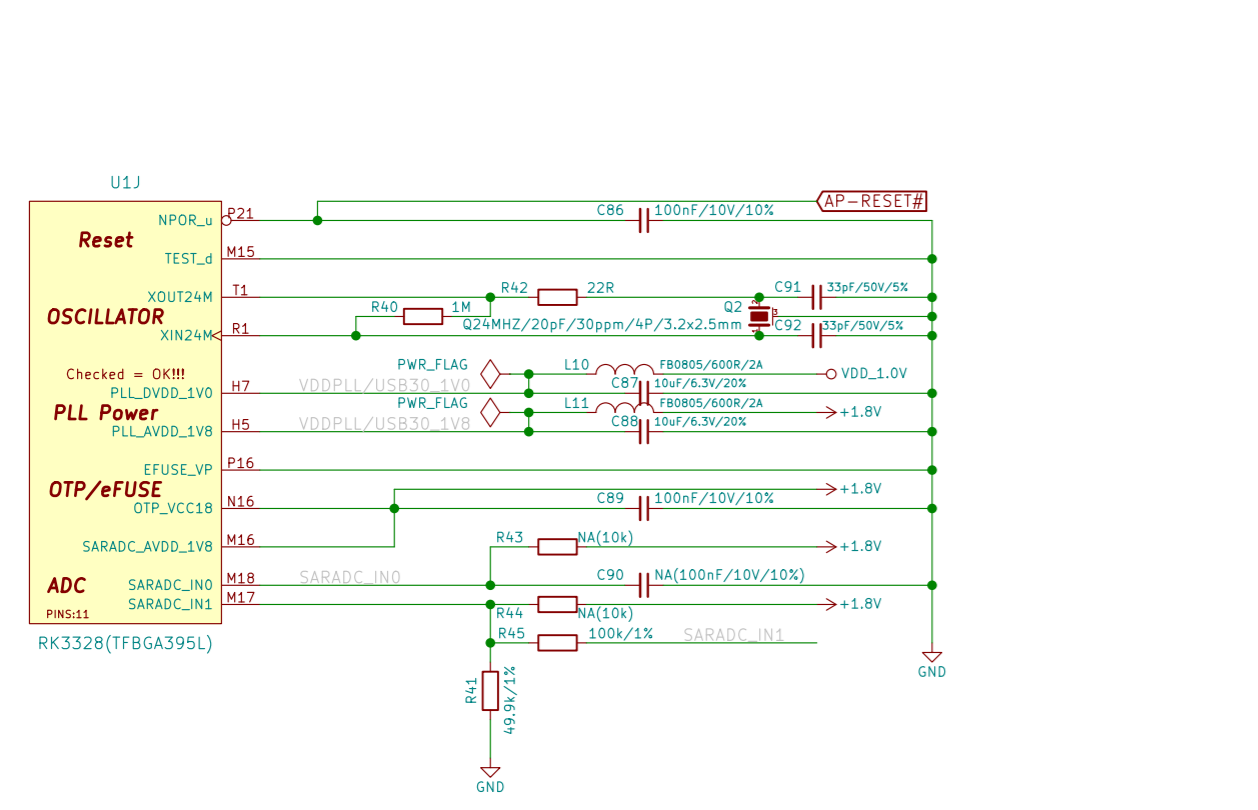 U1J
AP-RESET#
NPOR_u P21 C86 100nF/10V/10%
Reset
TEST_d M15
XOUT24M T1 R42 22R C91 33pF/50V/5%
R40 1M Q2 2 3 1
OSCILLATOR
Q24MHZ/20pF/30ppm/4P/3.2x2.5mm C92 33pF/50V/5%
XIN24M R1
PWR_FLAG L10 FB0805/600R/2A
Checked = OK!!! VDD_1.0V
VDDPLL/USB30_1V0 C87 10uF/6.3V/20%
PLL_DVDD_1V0 H7
PWR_FLAG L11 FB0805/600R/2A
PLL Power +1.8V
VDDPLL/USB30_1V8 C88 10uF/6.3V/20%
PLL_AVDD_1V8 H5
EFUSE_VP P16
OTP/eFUSE +1.8V
OTP_VCC18 N16 C89 100nF/10V/10%
R43 NA(10k)
SARADC_AVDD_1V8 M16 +1.8V
SARADC_IN0 C90 NA(100nF/10V/10%)
ADC SARADC_IN0 M18
SARADC_IN1 M17 +1.8V
PINS:11 R44 NA(10k)
R45 100k/1% SARADC_IN1
RK3328(TFBGA395L)
GND
R41 49.9k/1%
GND